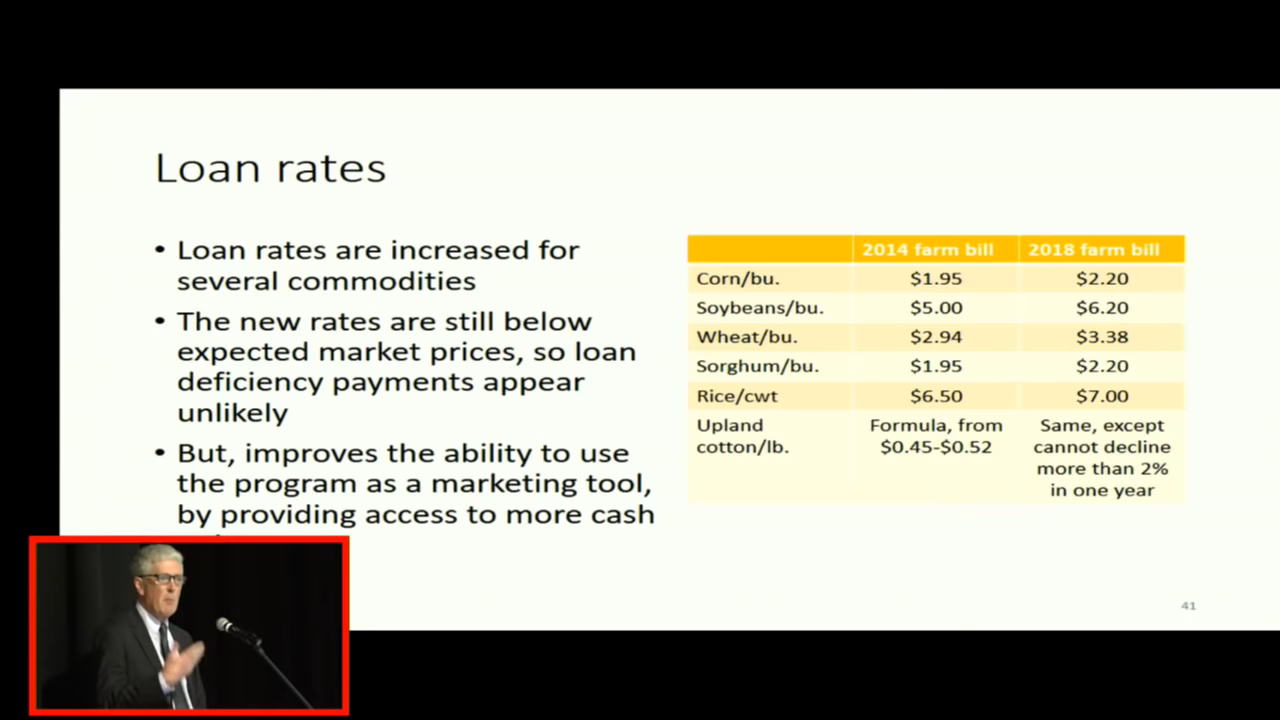 Loan rates
• Loan rates are increased for
several commodities
• The new rates are still below
expected market prices, so loan
deficiency payments appear
unlikely
• But, improves the ability to use
the program as a marketing tool,
by providing access to more cash
2014 farm bill 2018 farm bill
Corn/bu. $1.95 $2.20
Soybeans/bu. $5.00 $6.20
Wheat/bu. $2.94 $3.38
Sorghum/bu. $1.95 $2.20
Rice/cwt $6.50 $7.00
Upland Formula, from Same, except
cotton/lb. $0.45-$0.52 cannot decline
more than 2%
in one year
41